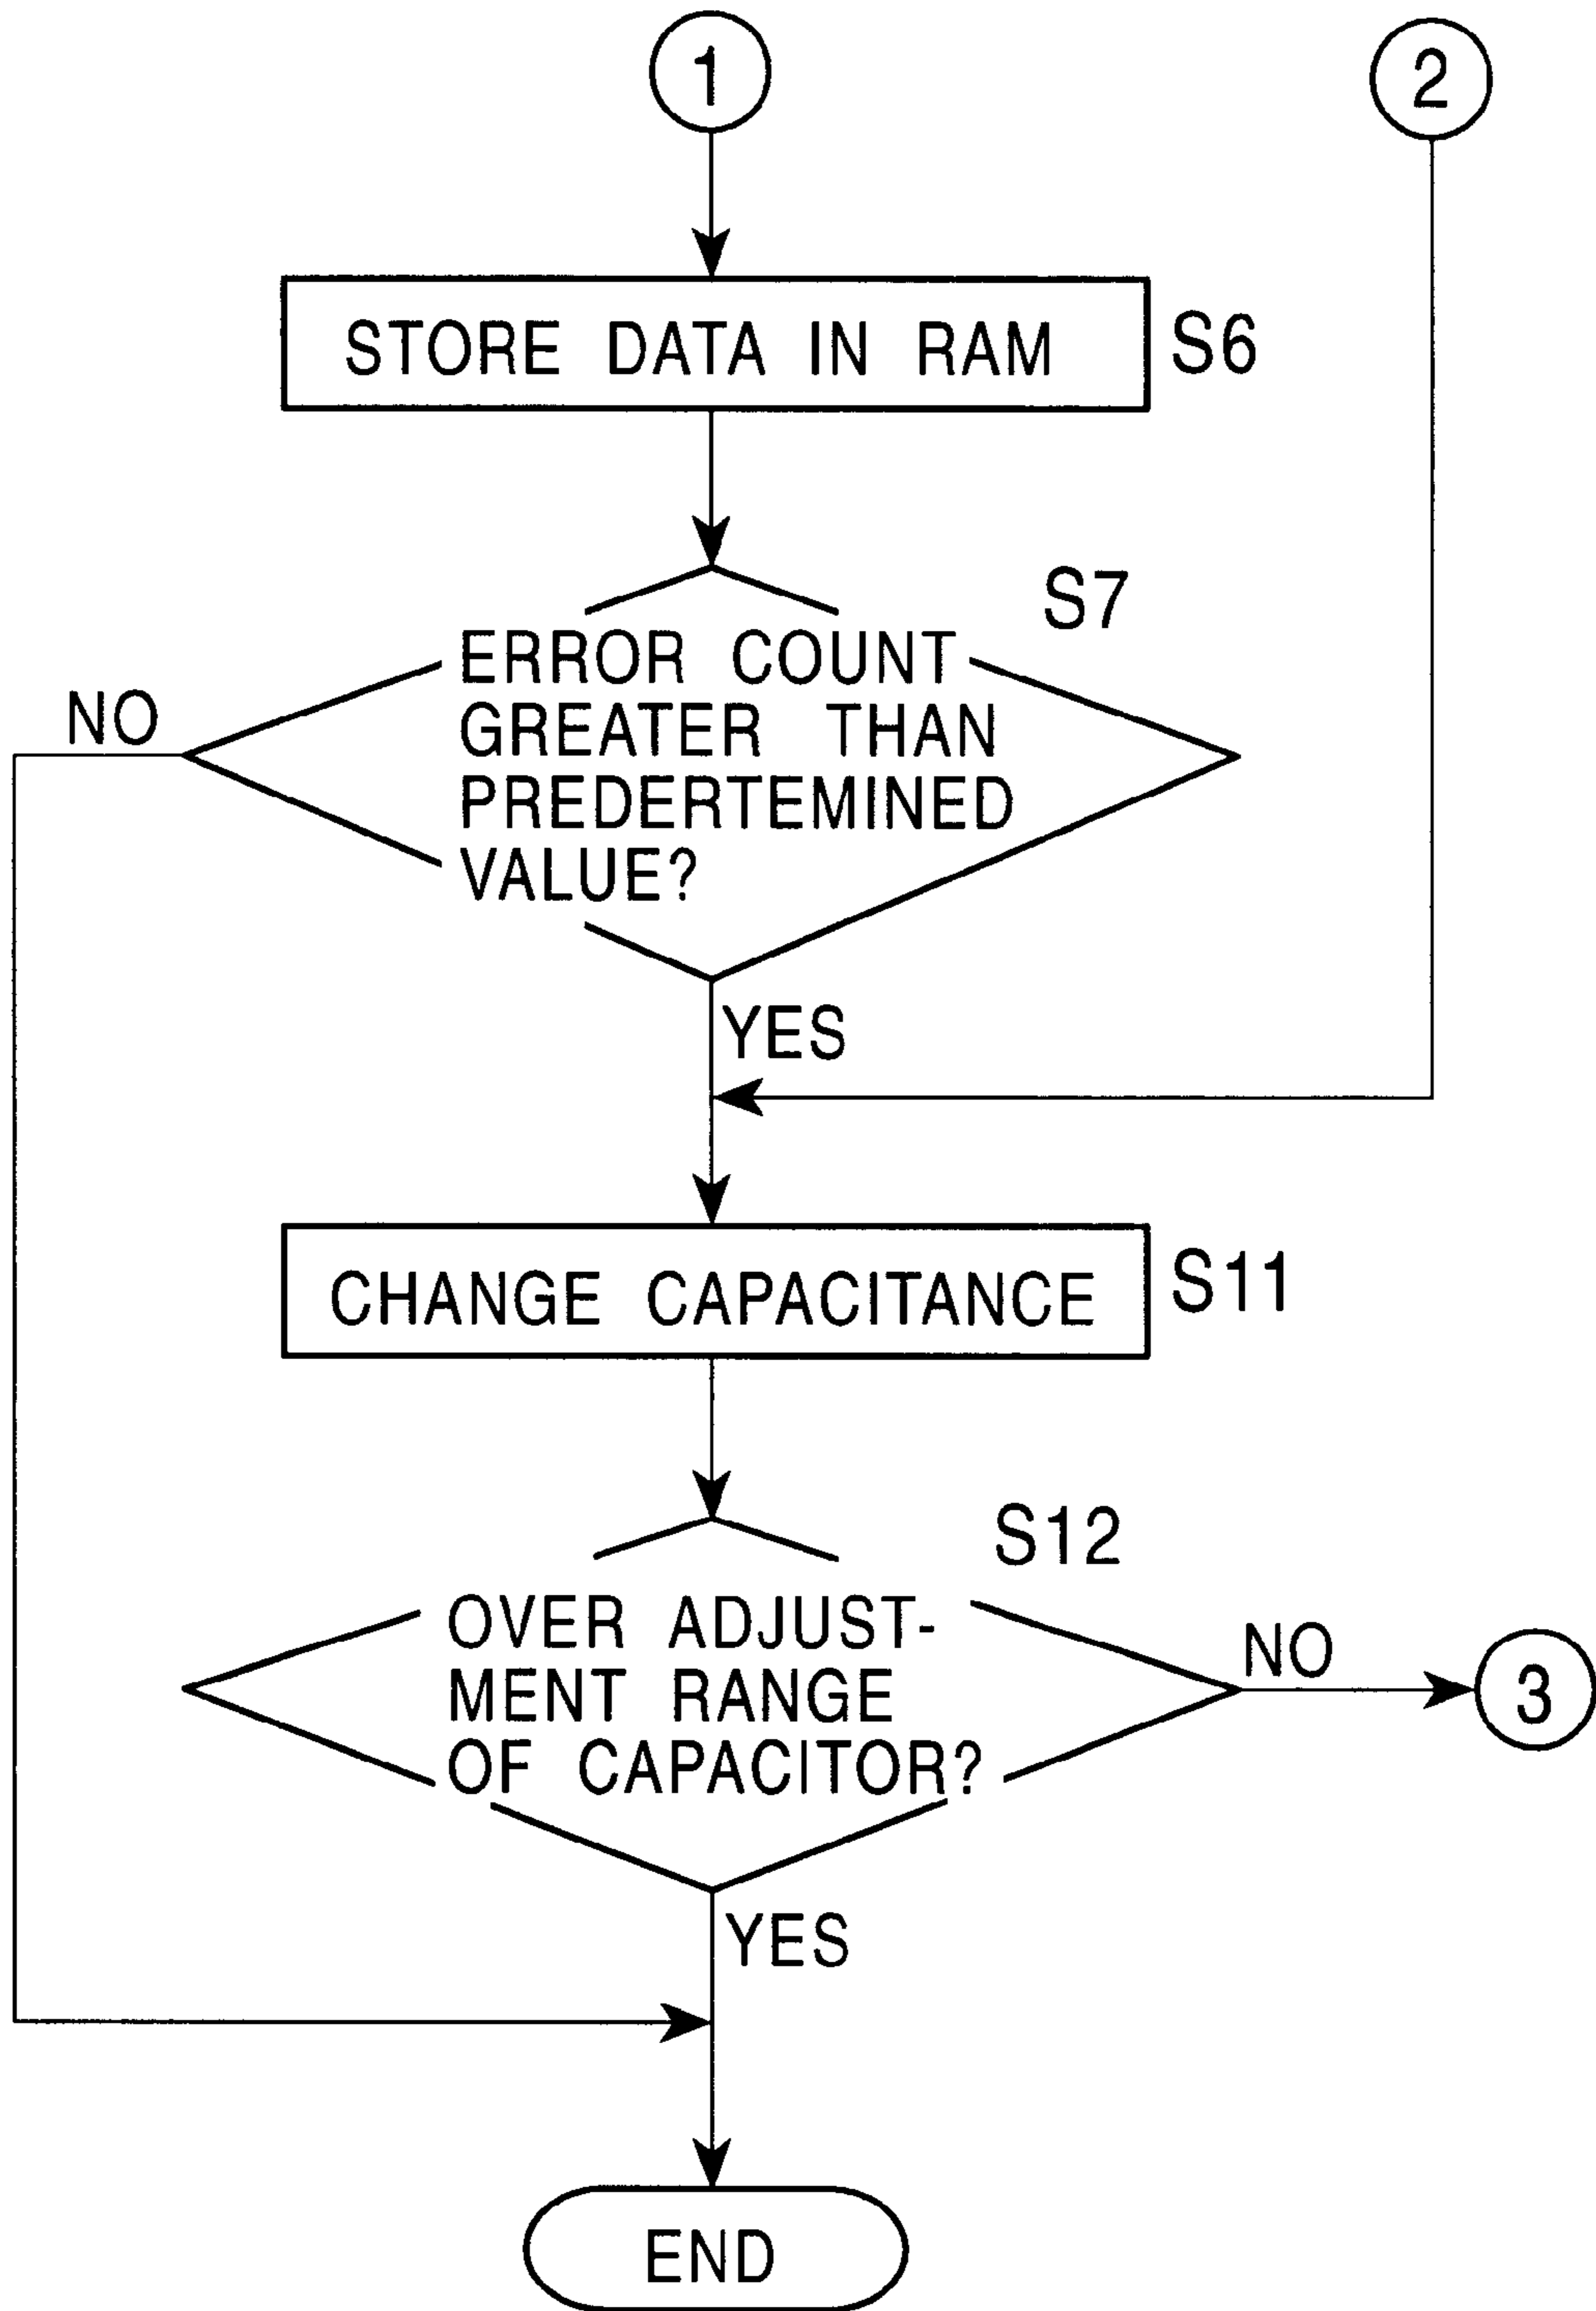 1
2
STORE DATA IN RAM
S6
S7
ERROR COUNT
GREATER THAN
PREDERTEMINED
VALUE?
NO
YES
CHANGE CAPACITANCE
S11
S12
OVER ADJUST-
MENT RANGE
OF CAPACITOR?
NO
3
YES
END